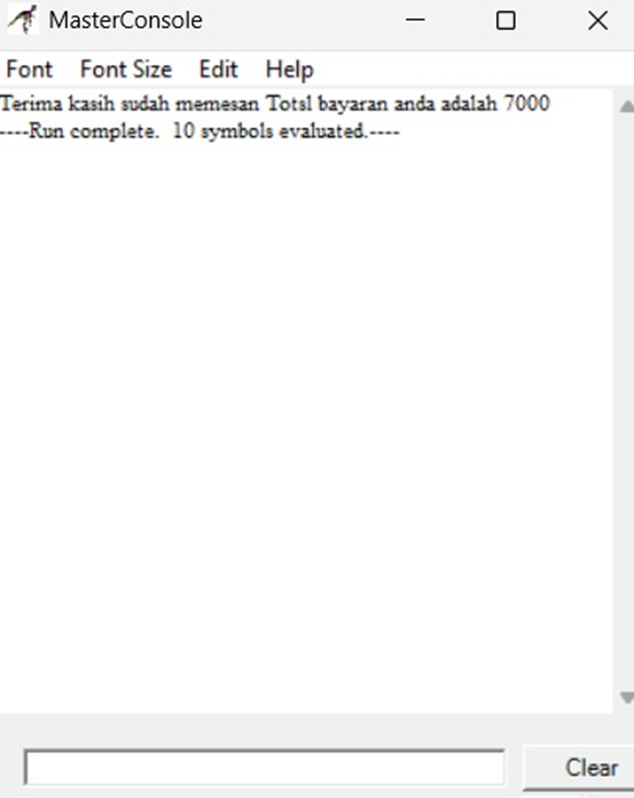 MasterConsole
Font Font Size Edit Help
Terima kasih sudah memesan Totsl bayaran anda adalah 7000
----Run complete.  10 symbols evaluated.----
Clear